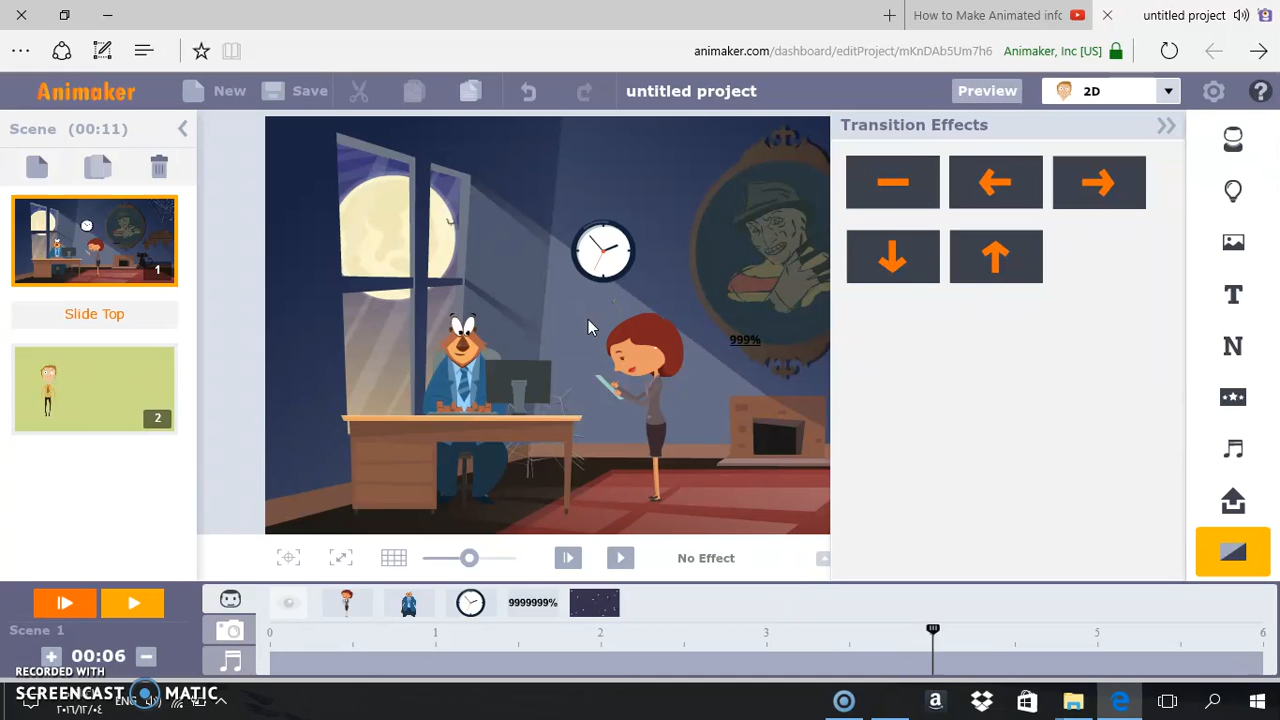 How to Make Animated info
untitled project
animaker.com/dashboard/editProject/mKnDAb5Um7h6
Animaker, Inc [US]
Animaker
New
Save
untitled project
Preview
2D
Scene (00:11)
Transition Effects
1
Slide Top
2
999%
No Effect
9999999%
Scene 1
0
1
2
3
5
6
00:06
RECORDED WITH
SCREENCAST MATIC
ENG